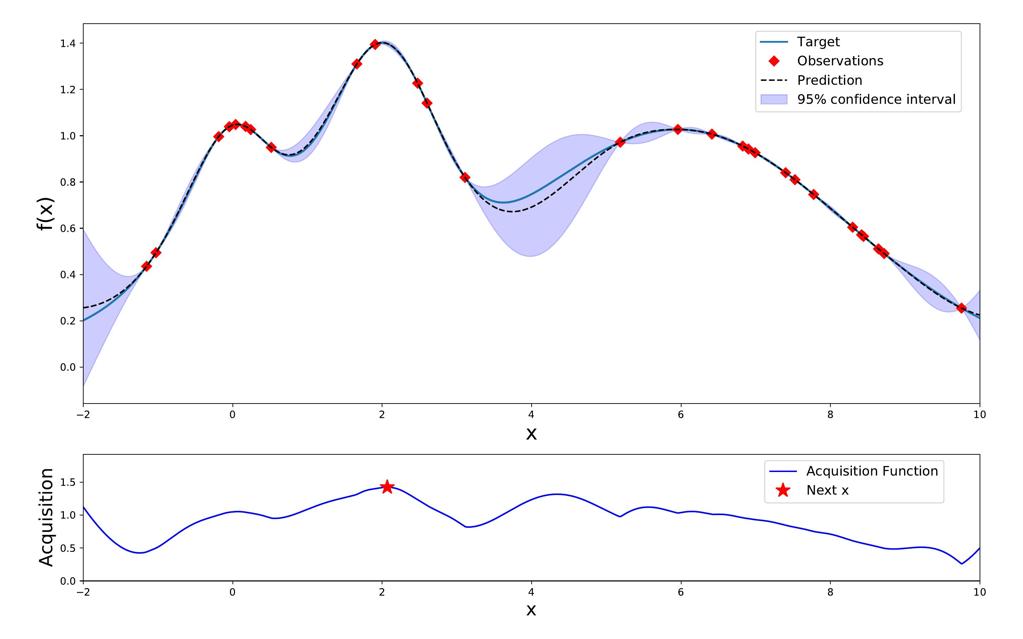 f(x)
1.4
1.2
1.0
0.8
0.6
0.4
0.2
0.0
Target
Observations
Prediction
95% confidence interval
−2 0 2 4 6 8 10
x
Acquisition
1.5
1.0
0.5
0.0
Acquisition Function
Next x
−2 0 2 4 6 8 10
x